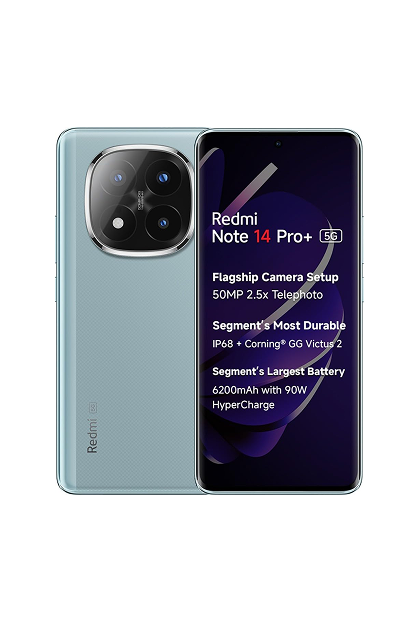 Redmi
Note 14 Pro+ 5G
Flagship Camera Setup
50MP 2.5x Telephoto
Segment's Most Durable
IP68 + Corning® GG Victus 2
Segment's Largest Battery
6200mAh with 90W
HyperCharge
Redmi 5G